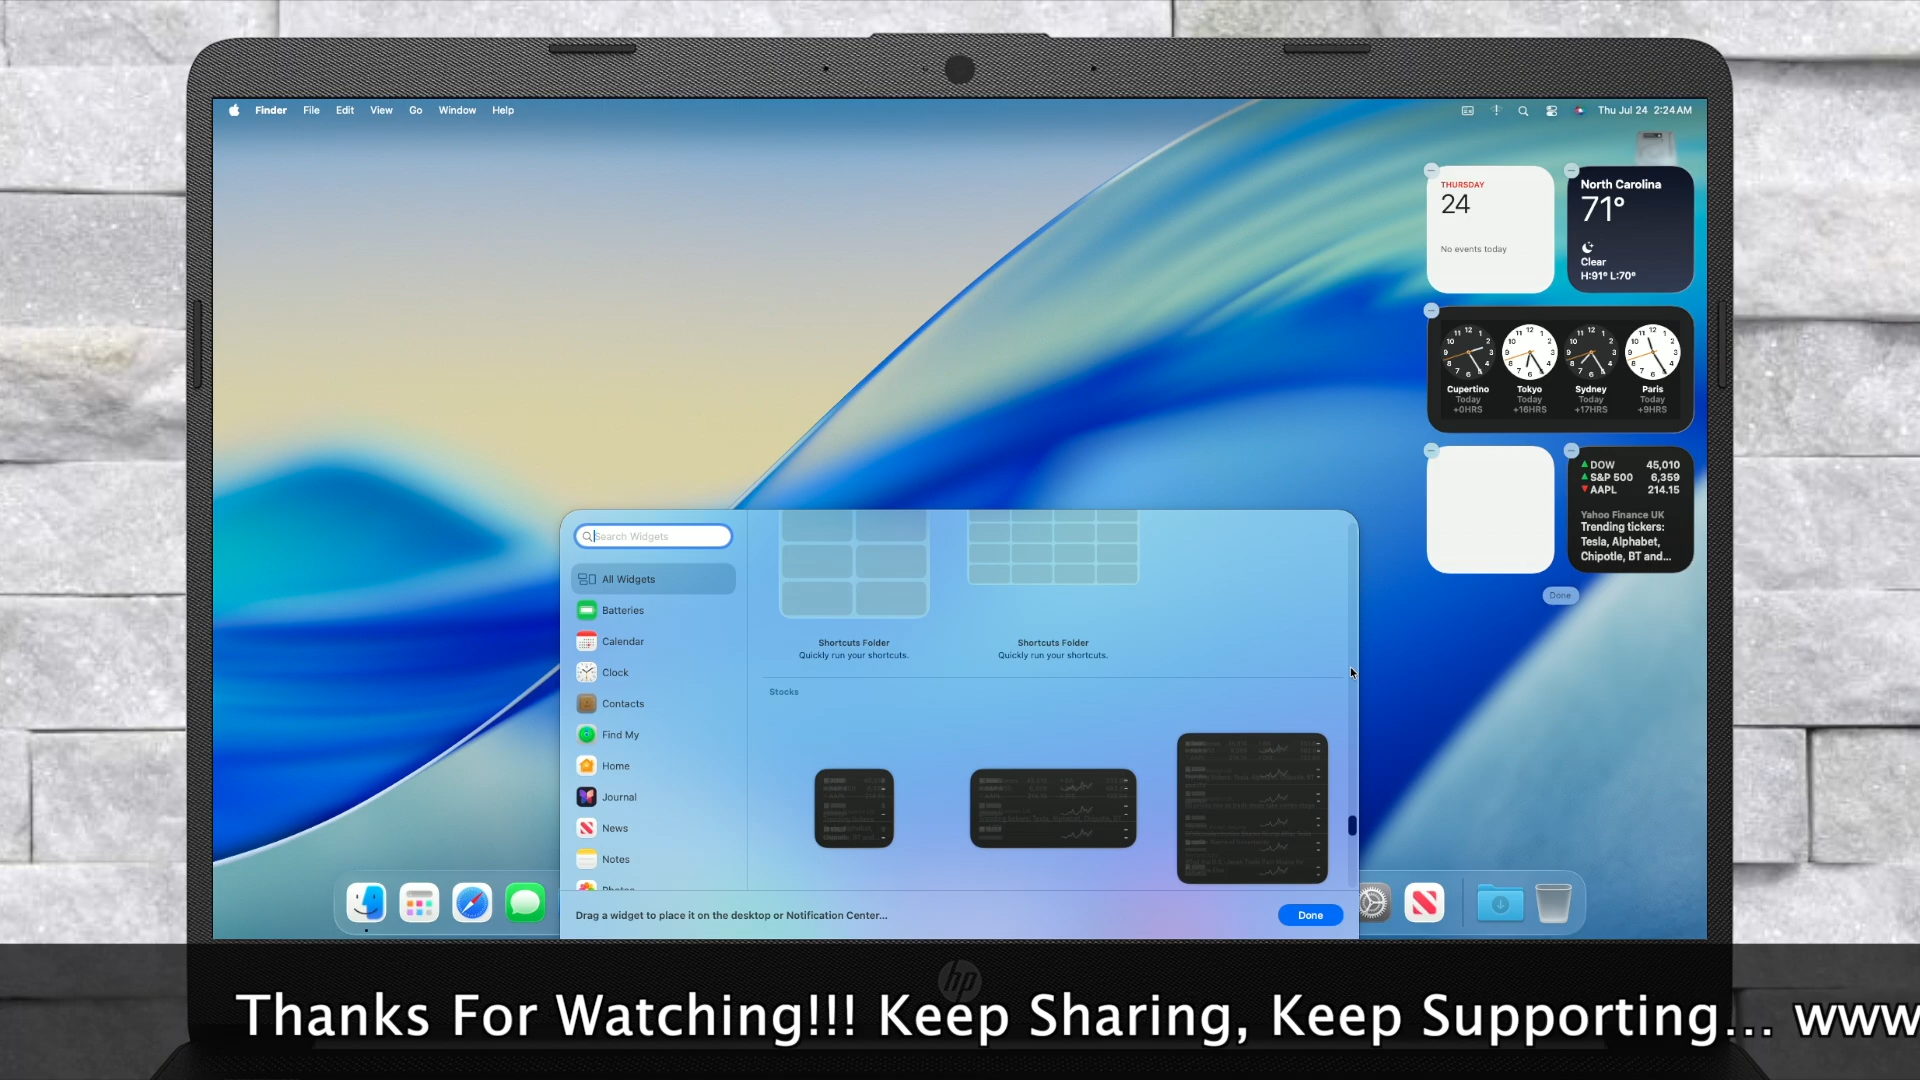 Finder File Edit View Go Window Help
Thu Jul 24 2:24 AM
THURSDAY
24
No events today
North Carolina
71°
Clear
H:91° L:70°
Cupertino Tokyo Sydney Paris
Today Today Today Today
+0HRS +16HRS +17HRS +9HRS
DOW 45,010
S&P 500 6,359
AAPL 214.15
Yahoo Finance UK
Trending tickers:
Tesla, Alphabet,
Chipotle, BT and...
Done
Search Widgets
All Widgets
Batteries
Calendar
Clock
Contacts
Find My
Home
Journal
News
Notes
Photos
Shortcuts Folder
Quickly run your shortcuts.
Shortcuts Folder
Quickly run your shortcuts.
Stocks
Drag a widget to place it on the desktop or Notification Center...
Done
hp
Thanks For Watching!!! Keep Sharing, Keep Supporting... www